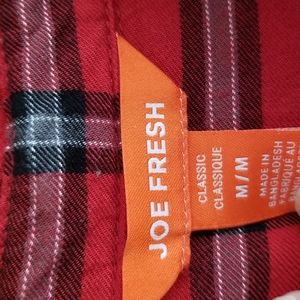 JOE FRESH
CLASSIC
CLASSIQUE
M/M
MADE IN
BANGLADESH
FABRIQUÉ AU